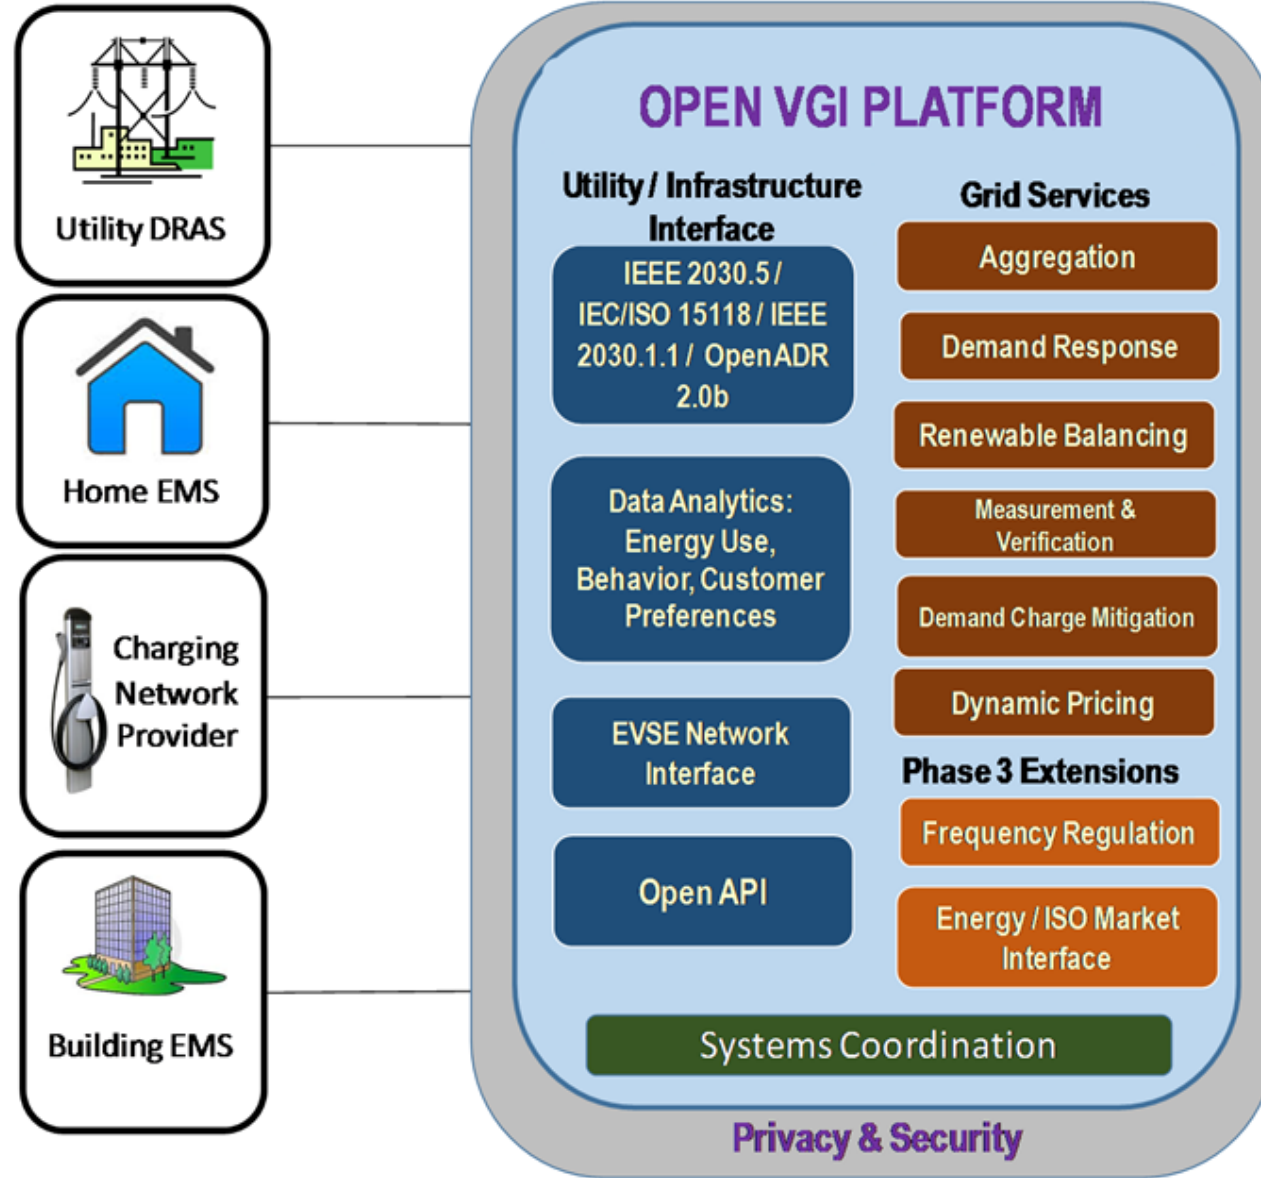 Utility DRAS
Home EMS
Charging
Network
Provider
Building EMS
OPEN VGI PLATFORM
Utility / Infrastructure
Interface
IEEE 2030.5 /
IEC/ISO 15118 / IEEE
2030.1.1 / OpenADR
2.0b
Data Analytics:
Energy Use,
Behavior, Customer
Preferences
EVSE Network
Interface
Open API
Grid Services
Aggregation
Demand Response
Renewable Balancing
Measurement &
Verification
Demand Charge Mitigation
Dynamic Pricing
Phase 3 Extensions
Frequency Regulation
Energy / ISO Market
Interface
Systems Coordination
Privacy & Security